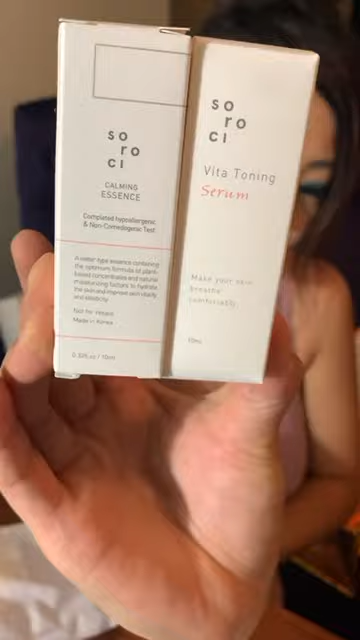 so
ro
ci
CALMING
ESSENCE
Completed hypoallergenic
& Non-Comedogenic Test
A water type essence containing
the optimum formula of plant-
based concentrates and natural
moisturizing factors to hydrate
the skin and improve skin vitality
and elasticity.
Not for resale
Made in Korea
0.33fl.oz / 10ml
so
ro
ci
Vita Toning
Serum
Make your skin
breathe
comfortably
10ml